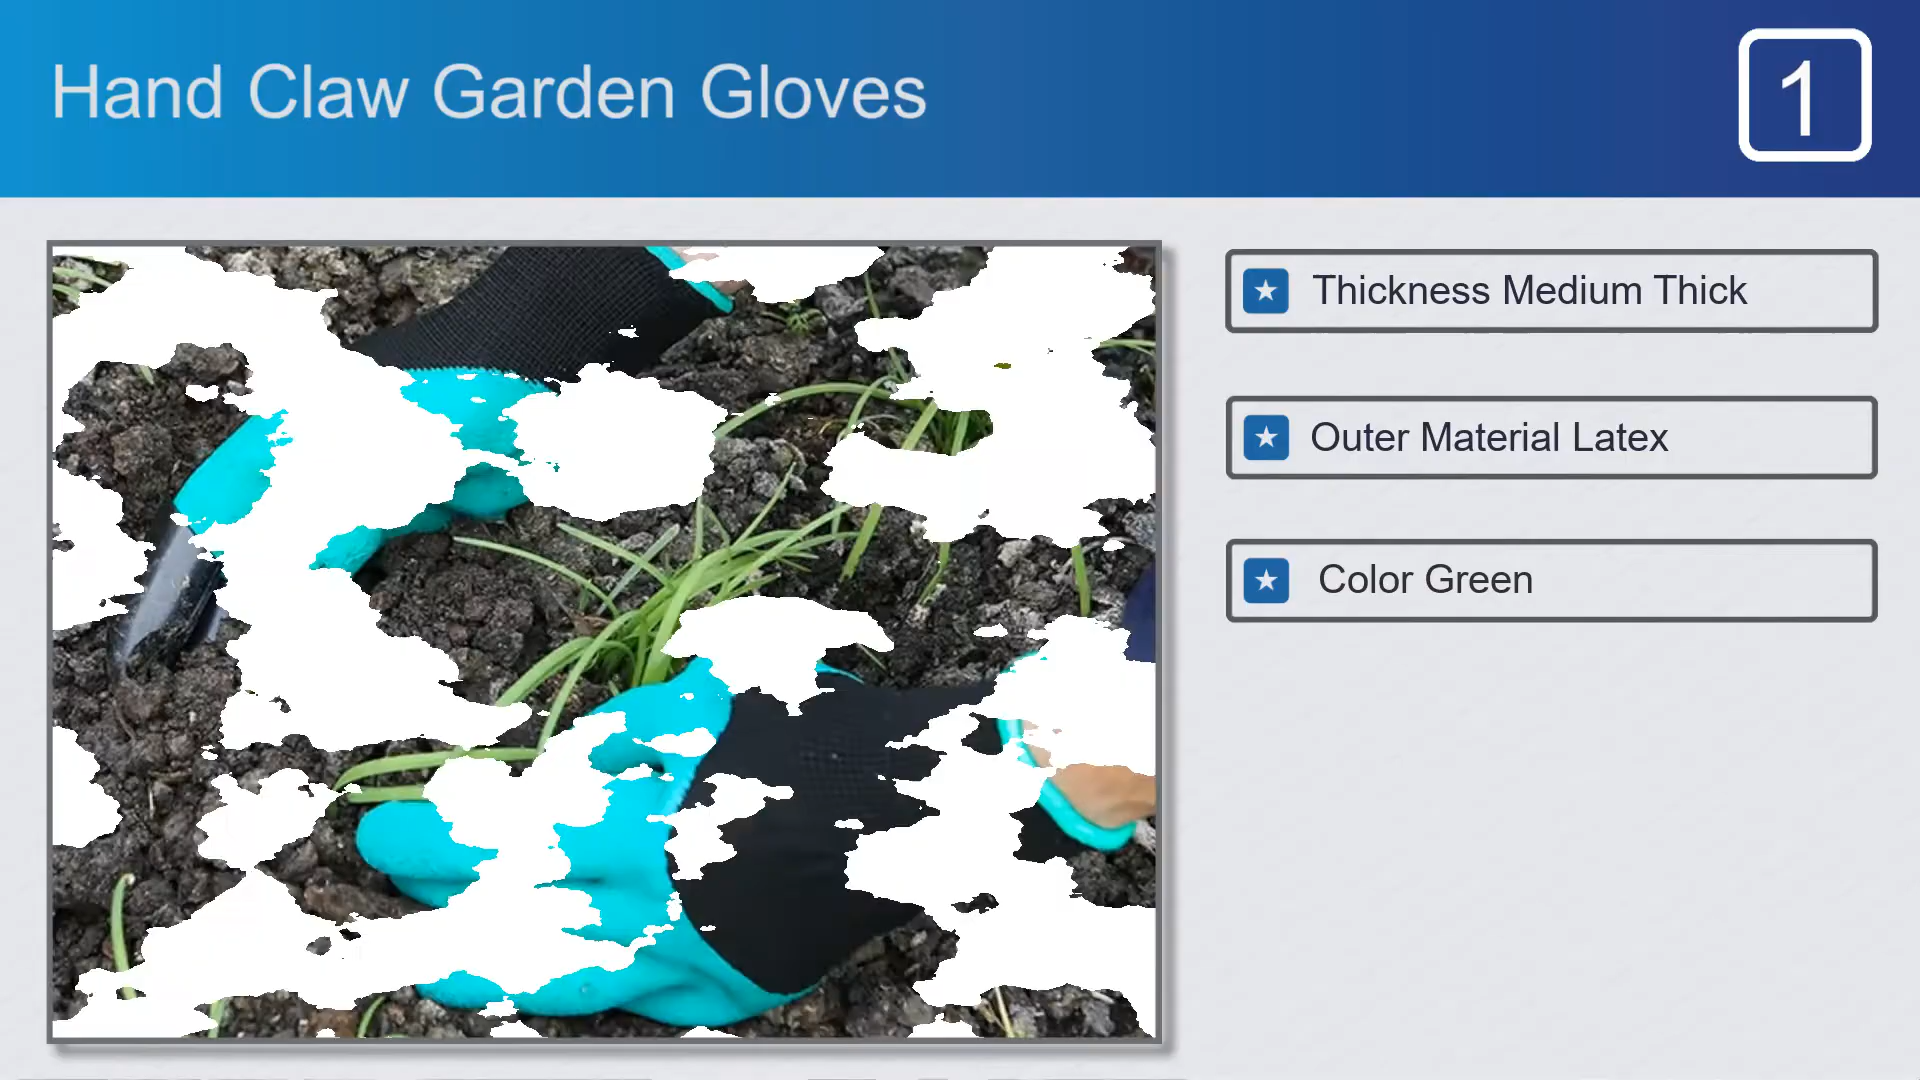 Hand Claw Garden Gloves
1
Thickness Medium Thick
Outer Material Latex
Color Green